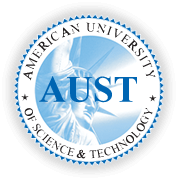 AMERICAN UNIVERSITY
AUST
OF SCIENCE & TECHNOLOGY